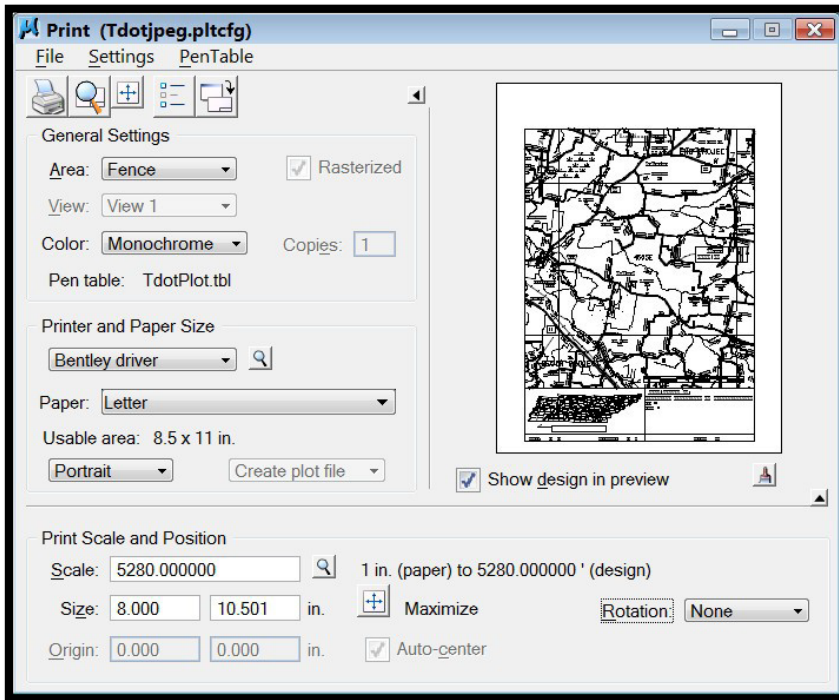 Print (Tdotjpeg.pltcfg)
File Settings PenTable
General Settings
Area: Fence Rasterized
View: View 1
Color: Monochrome Copies: 1
Pen table: TdotPlot.tbl
Printer and Paper Size
Bentley driver
Paper: Letter
Usable area: 8.5 x 11 in.
Portrait Create plot file
Show design in preview
Print Scale and Position
Scale: 5280.000000 1 in. (paper) to 5280.000000 ' (design)
Size: 8.000 10.501 in. Maximize Rotation: None
Origin: 0.000 0.000 in. Auto-center